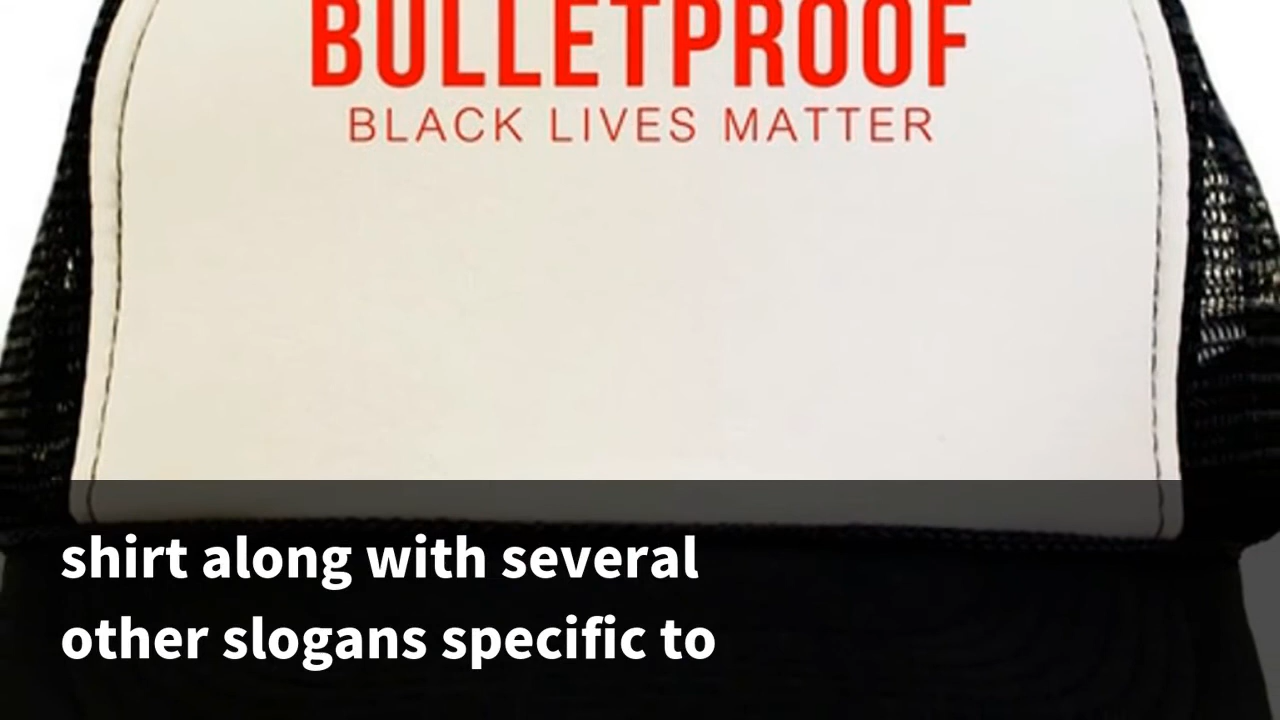 BULLETPROOF
BLACK LIVES MATTER
shirt along with several
other slogans specific to